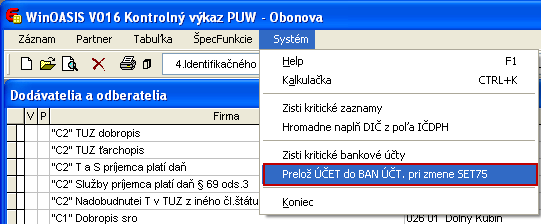 WinOASIS V016 Kontrolný výkaz PUW - Obonova
Záznam Partner Tabuľka ŠpecFunkcie Systém
4.Identifikačného
Help F1
Kalkulačka CTRL+K
Zisti kritické zaznamy
Hromadne naplň DIČ z poľa IČDPH
Zisti kritické bankové účty
Prelož ÚČET do BAN ÚČT. pri zmene SET75
Koniec
Dodávatelia a odberatelia
V P Firma
"C2" TUZ dobropis
"C2" TUZ ťarchopis
"C2" T a S príjemca platí daň
"C2" Služby príjemca platí daň § 69 ods.3
"C2" Nadobudnutei T v TUZ z iného čl.štátu
"C1" Dobropis sro 026 01 Dolný Kubín